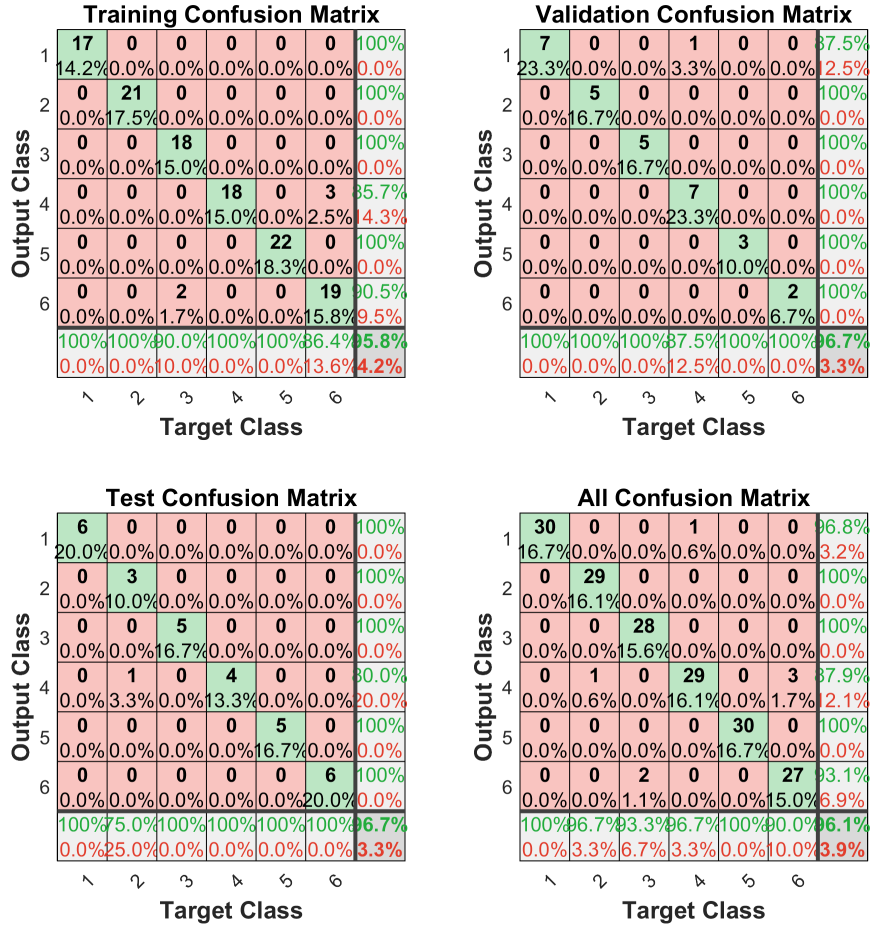 Training Confusion Matrix
1 17 0 0 0 0 0 100%
14.2% 0.0% 0.0% 0.0% 0.0% 0.0% 0.0%
2 0 21 0 0 0 0 100%
0.0% 17.5% 0.0% 0.0% 0.0% 0.0% 0.0%
3 0 0 18 0 0 0 100%
0.0% 0.0% 15.0% 0.0% 0.0% 0.0% 0.0%
4 0 0 0 18 0 3 85.7%
0.0% 0.0% 0.0% 15.0% 0.0% 2.5% 14.3%
5 0 0 0 0 22 0 100%
0.0% 0.0% 0.0% 0.0% 18.3% 0.0% 0.0%
6 0 0 2 0 0 19 90.5%
0.0% 0.0% 1.7% 0.0% 0.0% 15.8% 9.5%
100% 100% 90.0% 100% 100% 86.4% 95.8%
0.0% 0.0% 10.0% 0.0% 0.0% 13.6% 4.2%
1 2 3 4 5 6
Target Class
Output Class
Validation Confusion Matrix
1 7 0 0 1 0 0 87.5%
23.3% 0.0% 0.0% 3.3% 0.0% 0.0% 12.5%
2 0 5 0 0 0 0 100%
0.0% 16.7% 0.0% 0.0% 0.0% 0.0% 0.0%
3 0 0 5 0 0 0 100%
0.0% 0.0% 16.7% 0.0% 0.0% 0.0% 0.0%
4 0 0 0 7 0 0 100%
0.0% 0.0% 0.0% 23.3% 0.0% 0.0% 0.0%
5 0 0 0 0 3 0 100%
0.0% 0.0% 0.0% 0.0% 10.0% 0.0% 0.0%
6 0 0 0 0 0 2 100%
0.0% 0.0% 0.0% 0.0% 0.0% 6.7% 0.0%
100% 100% 100% 87.5% 100% 100% 96.7%
0.0% 0.0% 0.0% 12.5% 0.0% 0.0% 3.3%
1 2 3 4 5 6
Target Class
Output Class
Test Confusion Matrix
1 6 0 0 0 0 0 100%
20.0% 0.0% 0.0% 0.0% 0.0% 0.0% 0.0%
2 0 3 0 0 0 0 100%
0.0% 10.0% 0.0% 0.0% 0.0% 0.0% 0.0%
3 0 0 5 0 0 0 100%
0.0% 0.0% 16.7% 0.0% 0.0% 0.0% 0.0%
4 0 1 0 4 0 0 80.0%
0.0% 3.3% 0.0% 13.3% 0.0% 0.0% 20.0%
5 0 0 0 0 5 0 100%
0.0% 0.0% 0.0% 0.0% 16.7% 0.0% 0.0%
6 0 0 0 0 0 6 100%
0.0% 0.0% 0.0% 0.0% 0.0% 20.0% 0.0%
100% 75.0% 100% 100% 100% 100% 96.7%
0.0% 25.0% 0.0% 0.0% 0.0% 0.0% 3.3%
1 2 3 4 5 6
Target Class
Output Class
All Confusion Matrix
1 30 0 0 1 0 0 96.8%
16.7% 0.0% 0.0% 0.6% 0.0% 0.0% 3.2%
2 0 29 0 0 0 0 100%
0.0% 16.1% 0.0% 0.0% 0.0% 0.0% 0.0%
3 0 0 28 0 0 0 100%
0.0% 0.0% 15.6% 0.0% 0.0% 0.0% 0.0%
4 0 1 0 29 0 3 87.9%
0.0% 0.6% 0.0% 16.1% 0.0% 1.7% 12.1%
5 0 0 0 0 30 0 100%
0.0% 0.0% 0.0% 0.0% 16.7% 0.0% 0.0%
6 0 0 2 0 0 27 93.1%
0.0% 0.0% 1.1% 0.0% 0.0% 15.0% 6.9%
100% 96.7% 93.3% 96.7% 100% 90.0% 96.1%
0.0% 3.3% 6.7% 3.3% 0.0% 10.0% 3.9%
1 2 3 4 5 6
Target Class
Output Class